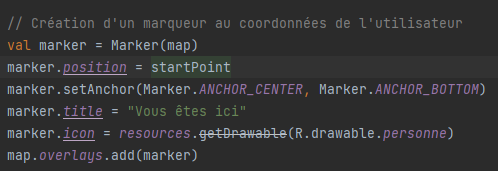 // Création d'un marqueur au coordonnées de l'utilisateur
val marker = Marker(map)
marker.position = startPoint
marker.setAnchor(Marker.ANCHOR_CENTER, Marker.ANCHOR_BOTTOM)
marker.title = "Vous êtes ici"
marker.icon = resources.getDrawable(R.drawable.personne)
map.overlays.add(marker)